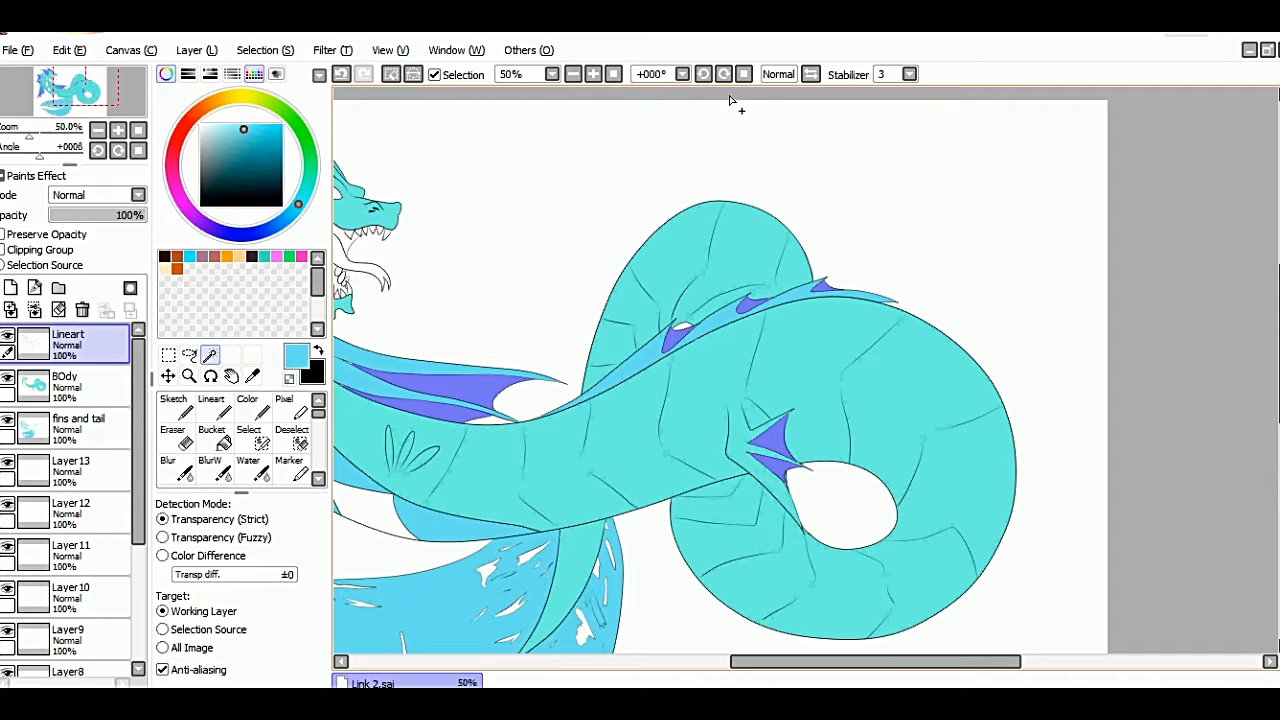 File (F) Edit (E) Canvas (C) Layer (L) Selection (S) Filter (T) View (V) Window (W) Others (O)
Selection 50% +000° Normal Stabilizer 3
Zoom 50.0%
Angle +000δ
Paints Effect
ode Normal
pacity 100%
Preserve Opacity
Clipping Group
Selection Source
Lineart
Normal
100%
BOdy
Normal
100%
fins and tail
Normal
100%
Layer13
Normal
100%
Layer12
Normal
100%
Layer11
Normal
100%
Layer10
Normal
100%
Layer9
Normal
100%
Layer8
Sketch Lineart Color Pixel
Eraser Bucket Select Deselect
Blur BlurW Water Marker
Detection Mode:
Transparency (Strict)
Transparency (Fuzzy)
Color Difference
Transp diff. ±0
Target:
Working Layer
Selection Source
All Image
Anti-aliasing
Link 2.sai 50%